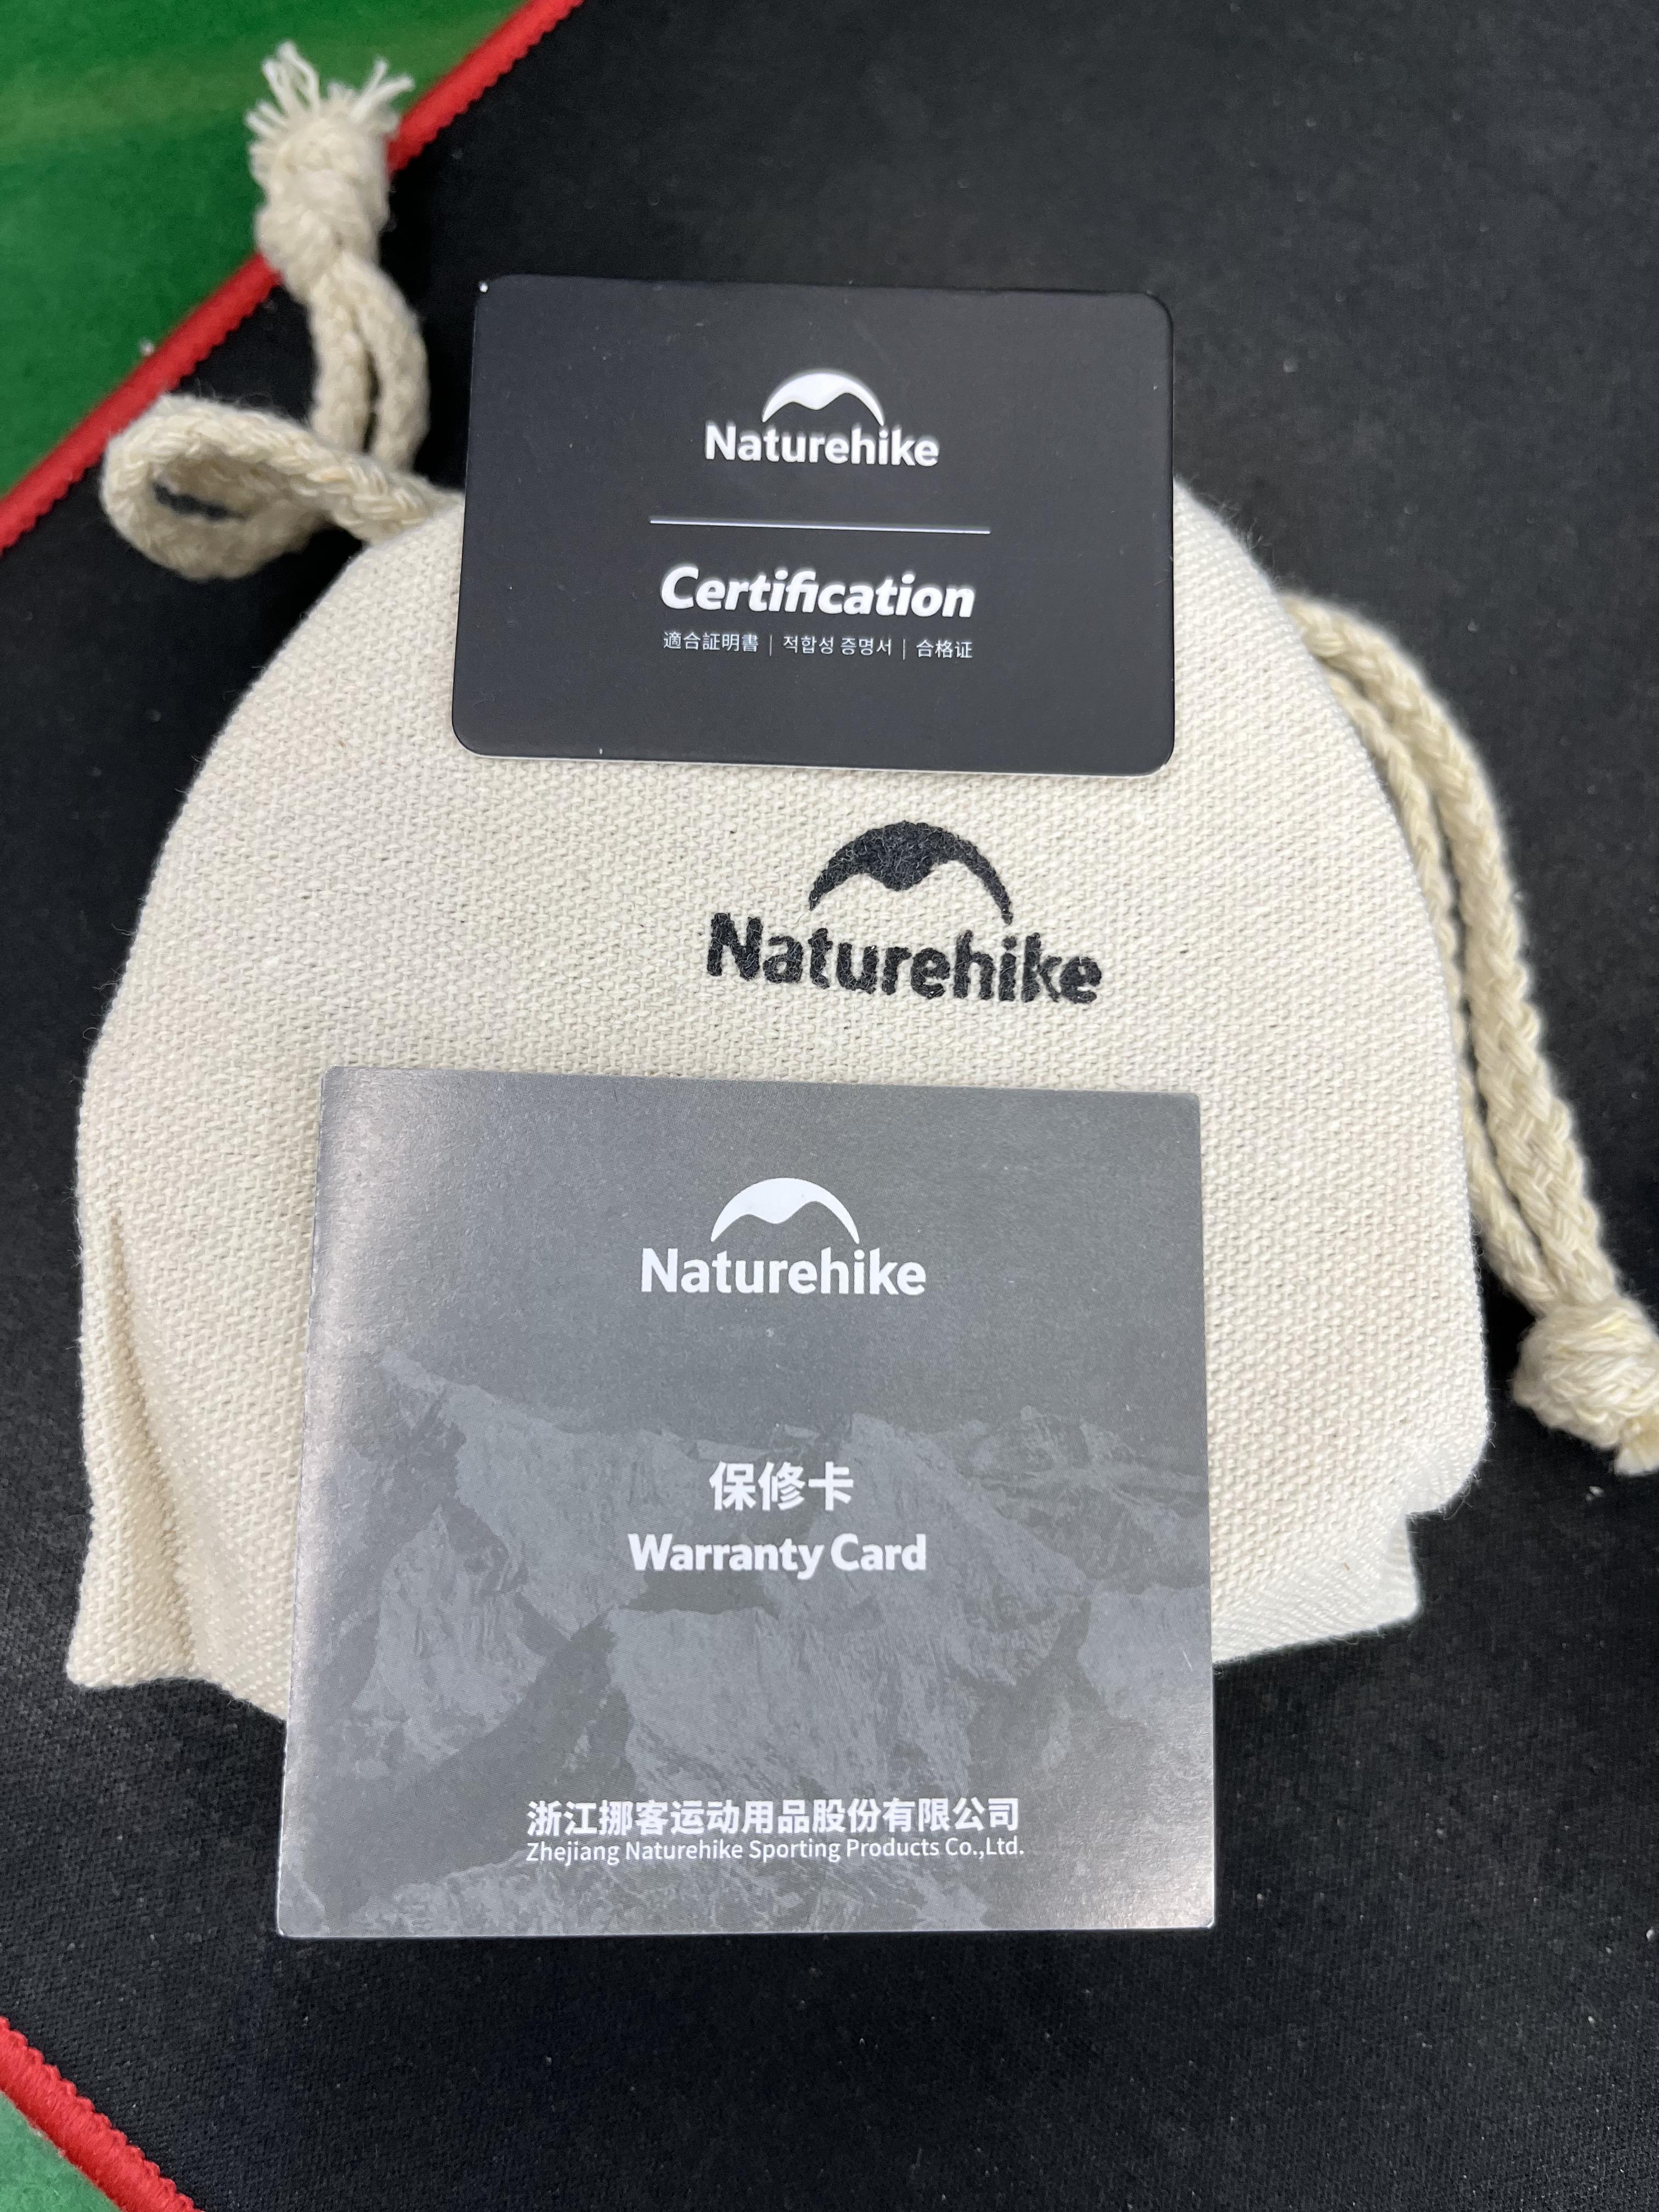 Naturehike
Certification
適合証明書 | 적합성 증명서 | 合格证
Naturehike
Naturehike
保修卡
Warranty Card
浙江挪客运动用品股份有限公司
Zhejiang Naturehike Sporting Products Co.,Ltd.